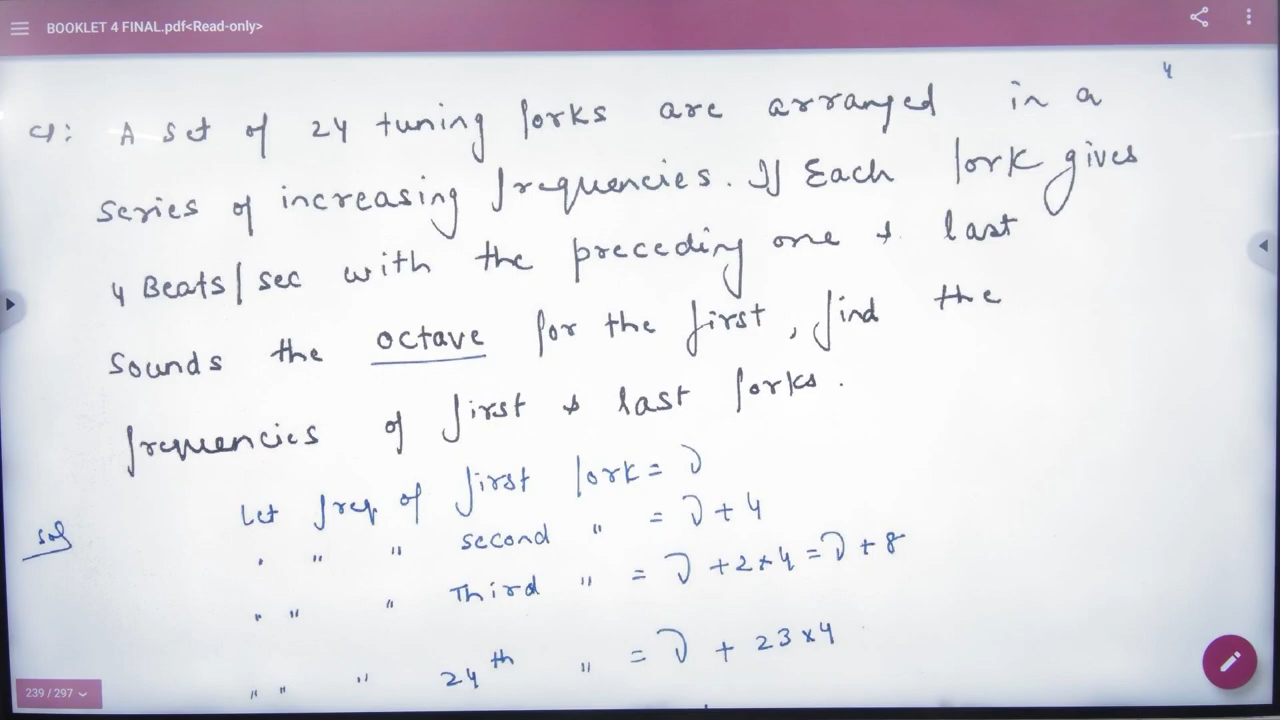 BOOKLET 4 FINAL.pdf<Read-only>
4
Q: A set of 24 tuning forks are arranged in a
series of increasing frequencies. If Each fork gives
4 Beats/sec with the preceding one & last
sounds the octave for the first, find the
frequencies of first & last forks.
Sol Let freq. of first fork = ν
" " " second " = ν + 4
" " " Third " = ν + 2×4 = ν + 8
" " " 24th " = ν + 23×4
239 / 297